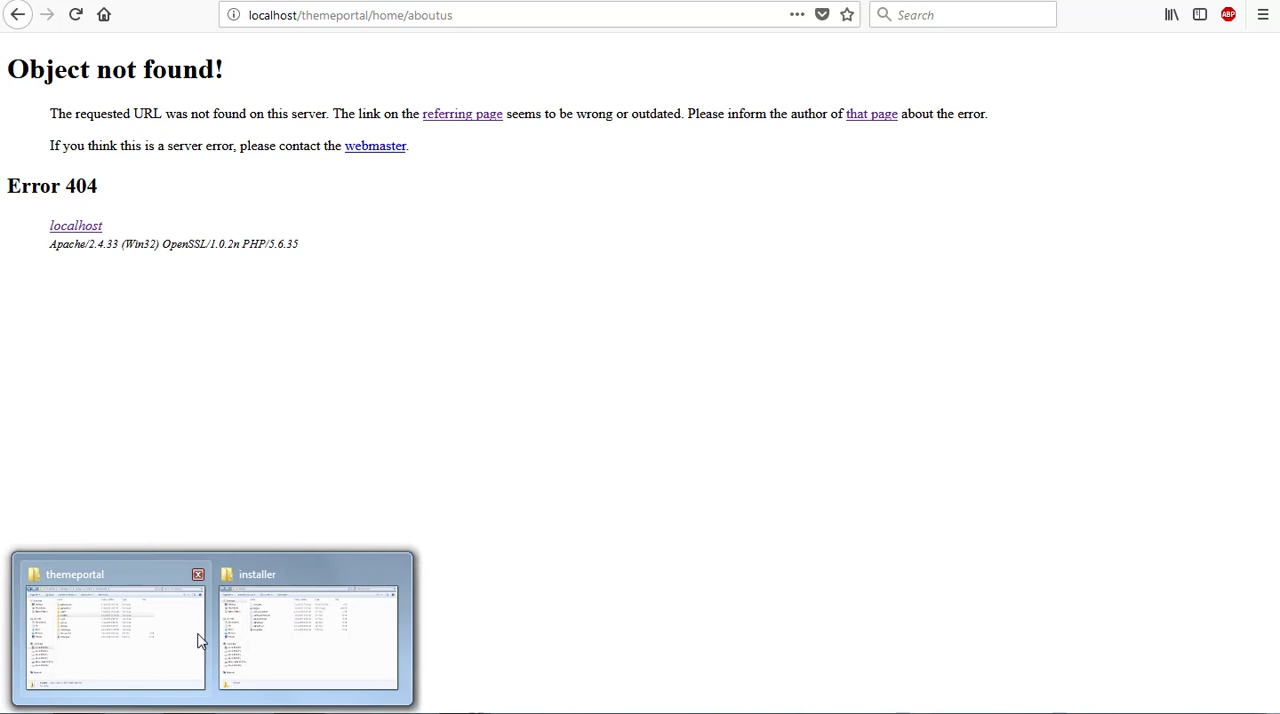 localhost/themeportal/home/aboutus
Search
ABP
Object not found!
The requested URL was not found on this server. The link on the referring page seems to be wrong or outdated. Please inform the author of that page about the error.
If you think this is a server error, please contact the webmaster.
Error 404
localhost
Apache/2.4.33 (Win32) OpenSSL/1.0.2n PHP/5.6.35
themeportal
installer